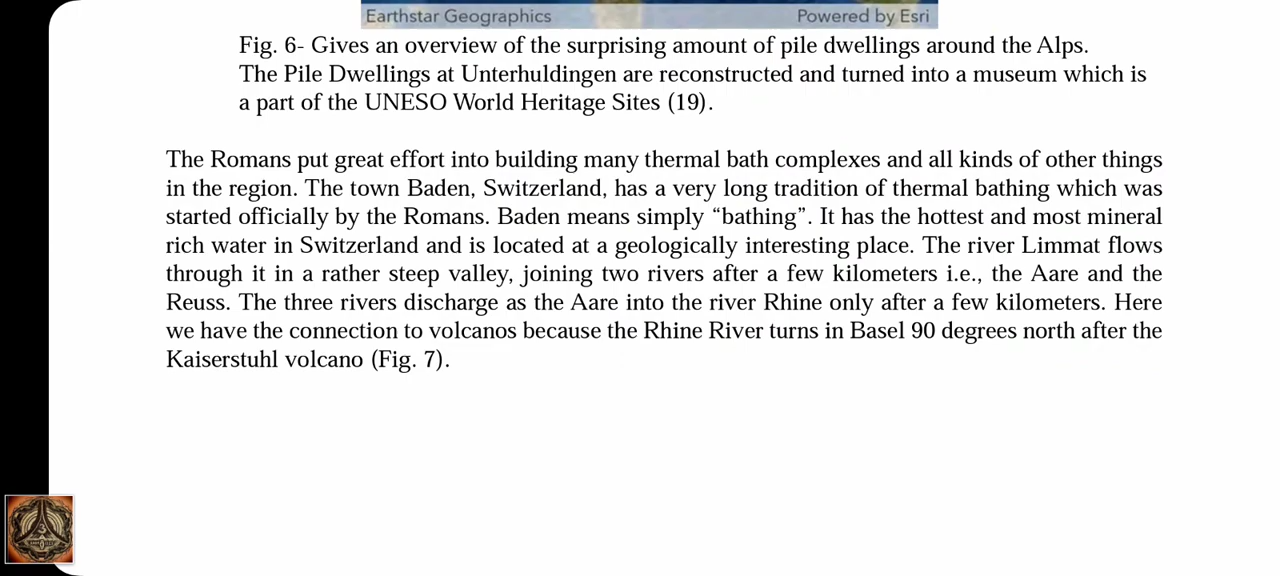 Earthstar Geographics Powered by Esri
Fig. 6- Gives an overview of the surprising amount of pile dwellings around the Alps.
The Pile Dwellings at Unterhuldingen are reconstructed and turned into a museum which is
a part of the UNESO World Heritage Sites (19).
The Romans put great effort into building many thermal bath complexes and all kinds of other things
in the region. The town Baden, Switzerland, has a very long tradition of thermal bathing which was
started officially by the Romans. Baden means simply “bathing”. It has the hottest and most mineral
rich water in Switzerland and is located at a geologically interesting place. The river Limmat flows
through it in a rather steep valley, joining two rivers after a few kilometers i.e., the Aare and the
Reuss. The three rivers discharge as the Aare into the river Rhine only after a few kilometers. Here
we have the connection to volcanos because the Rhine River turns in Basel 90 degrees north after the
Kaiserstuhl volcano (Fig. 7).